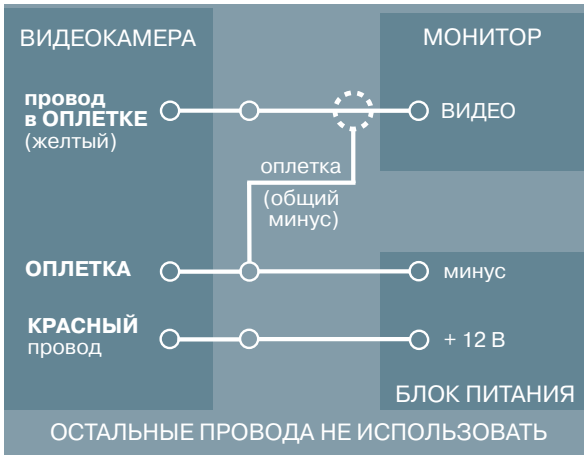 ВИДЕОКАМЕРА
МОНИТОР
провод
в ОПЛЕТКЕ
(желтый)
ВИДЕО
оплетка
(общий
минус)
ОПЛЕТКА
минус
КРАСНЫЙ
провод
+ 12 В
БЛОК ПИТАНИЯ
ОСТАЛЬНЫЕ ПРОВОДА НЕ ИСПОЛЬЗОВАТЬ